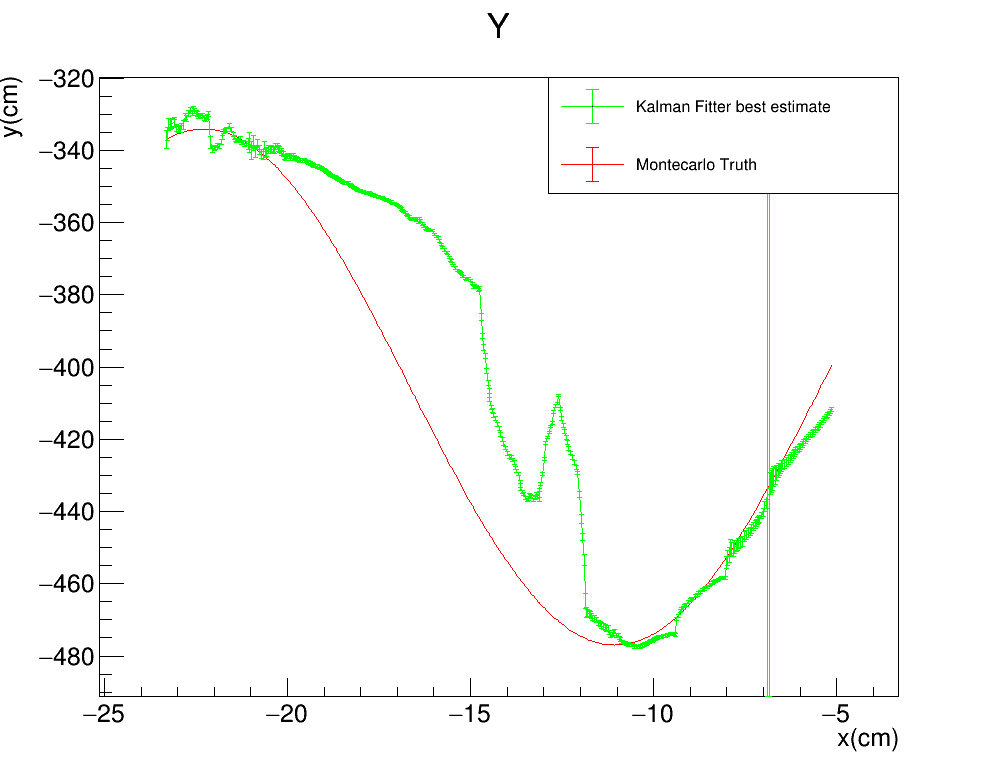 Y
y(cm)
−320
−340
−360
−380
−400
−420
−440
−460
−480
Kalman Fitter best estimate
Montecarlo Truth
−25 −20 −15 −10 −5
x(cm)